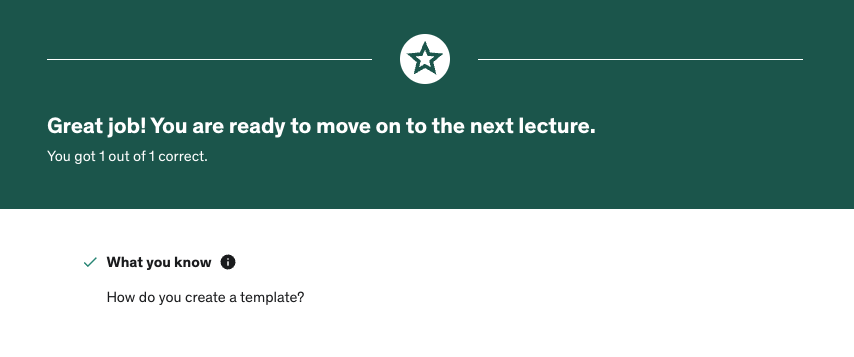 Great job! You are ready to move on to the next lecture.
You got 1 out of 1 correct.
What you know
How do you create a template?